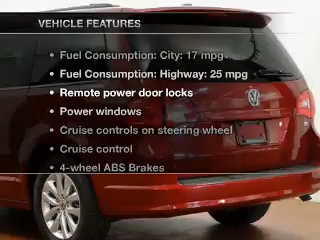 VEHICLE FEATURES
• Fuel Consumption: City: 17 mpg
• Fuel Consumption: Highway: 25 mpg
• Remote power door locks
• Power windows
• Cruise controls on steering wheel
• Cruise control
• 4-wheel ABS Brakes